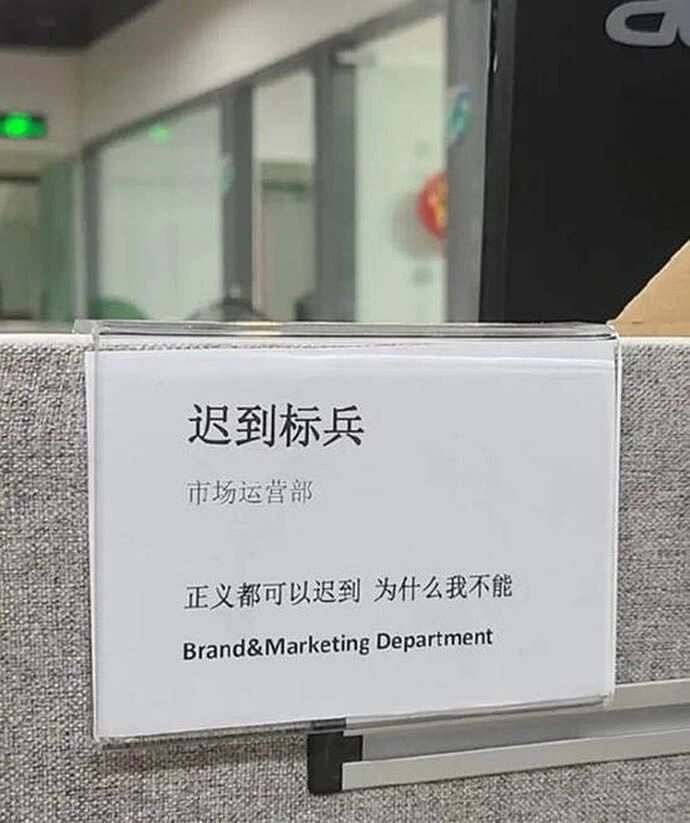 迟到标兵
市场运营部
正义都可以迟到 为什么我不能
Brand&Marketing Department